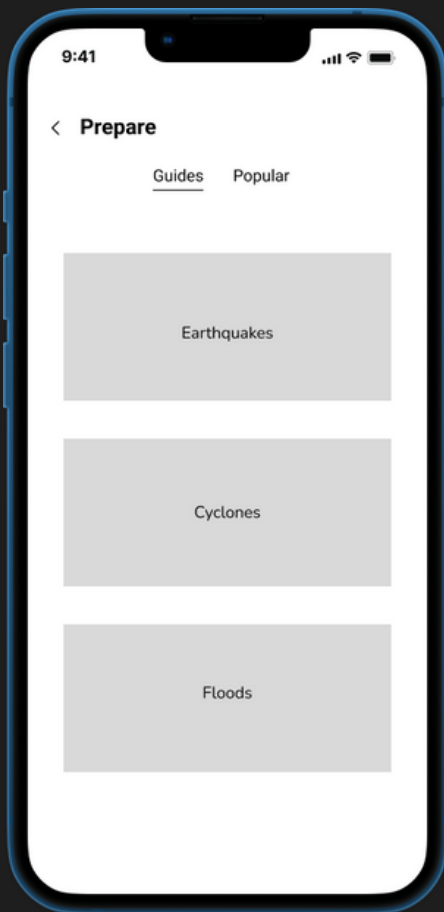 9:41
Prepare
Guides Popular
Earthquakes
Cyclones
Floods